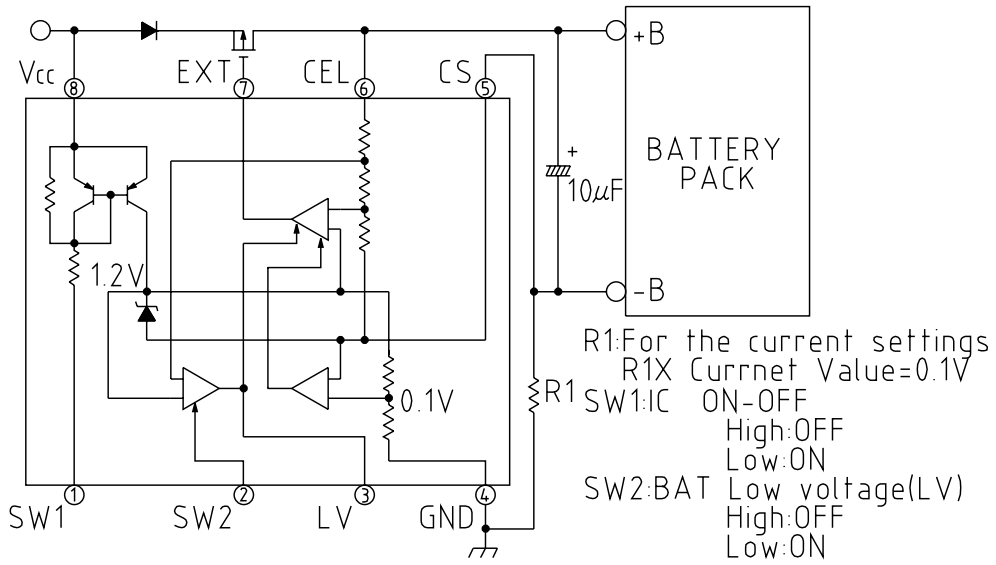 +B
Vcc
EXT
CEL
CS
8
7
6
5
BATTERY
PACK
+
10μF
1.2V
-B
R1:For the current settings
R1X Currnet Value=0.1V
R1
SW1:IC ON-OFF
0.1V
High:OFF
Low:ON
SW2:BAT Low voltage(LV)
1
2
3
4
SW1
SW2
LV
GND
High:OFF
Low:ON